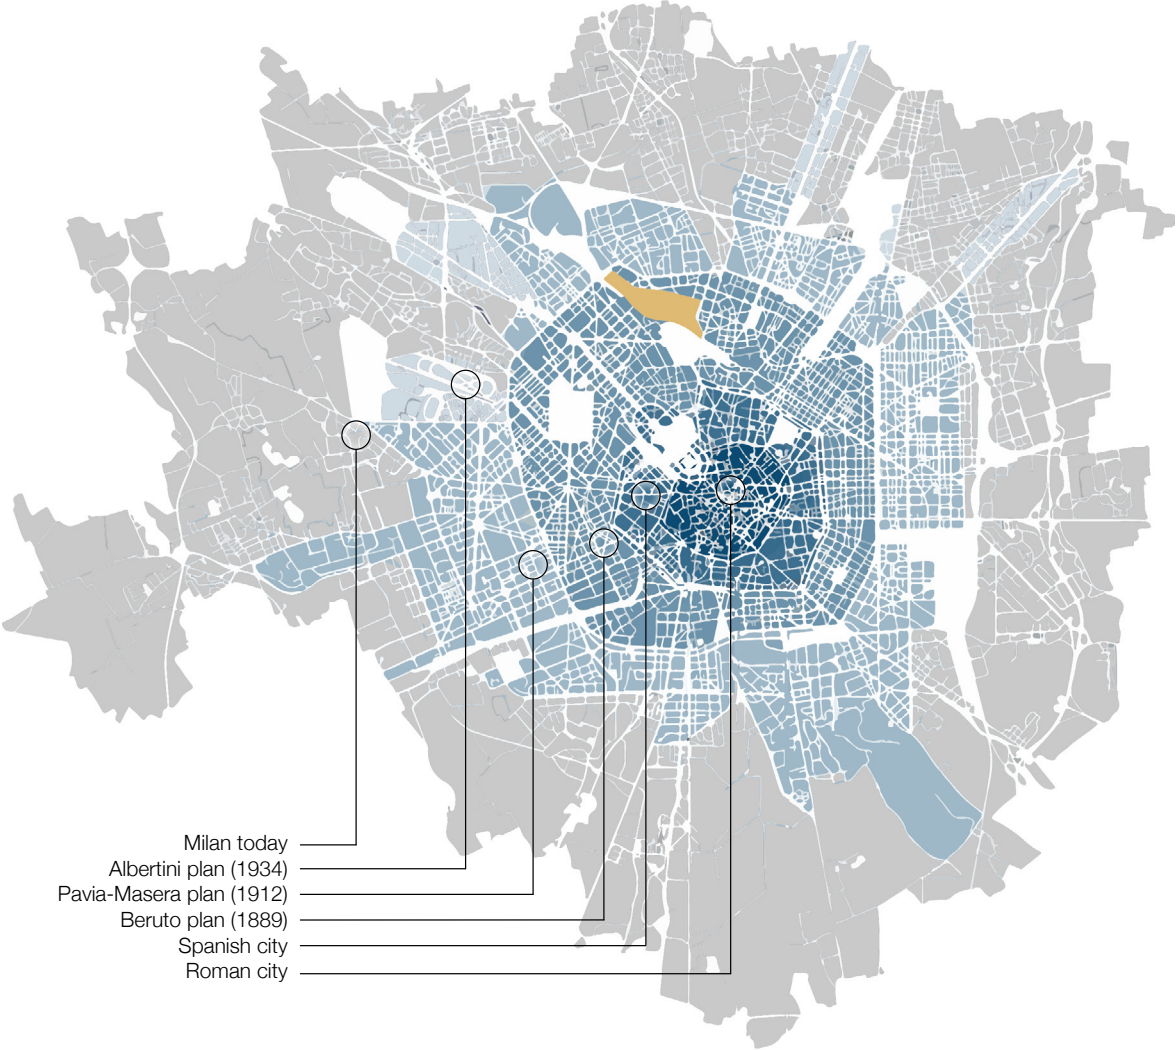 Milan today
Albertini plan (1934)
Pavia-Masera plan (1912)
Beruto plan (1889)
Spanish city
Roman city